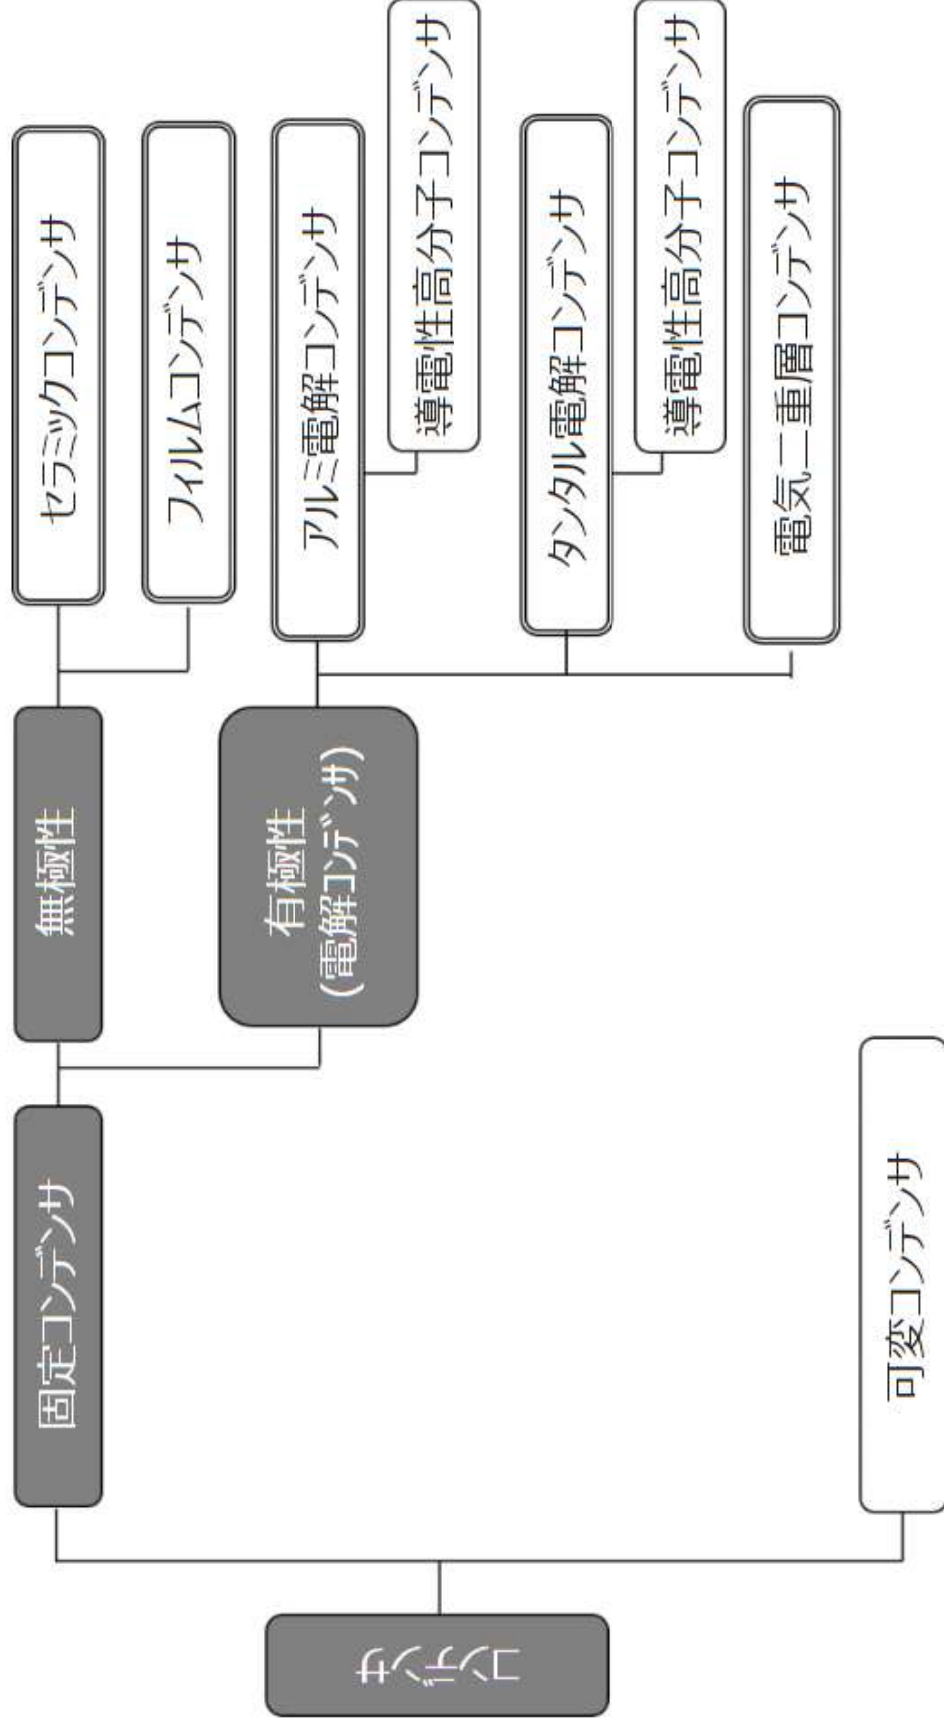 コンデンサ
固定コンデンサ
無極性
セラミックコンデンサ
フィルムコンデンサ
有極性
(電解コンデンサ)
アルミ電解コンデンサ
導電性高分子コンデンサ
タンタル電解コンデンサ
導電性高分子コンデンサ
電気二重層コンデンサ
可変コンデンサ